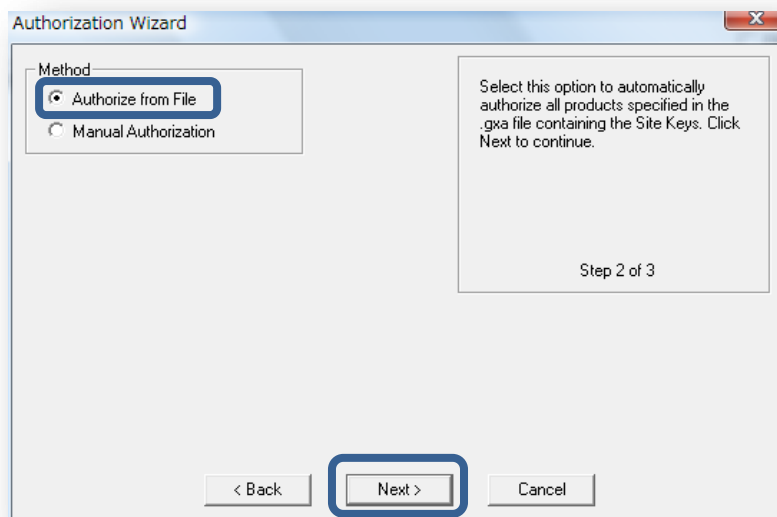 Authorization Wizard
X
Method
Authorize from File
Manual Authorization
Select this option to automatically
authorize all products specified in the
.gxa file containing the Site Keys. Click
Next to continue.
Step 2 of 3
< Back
Next >
Cancel